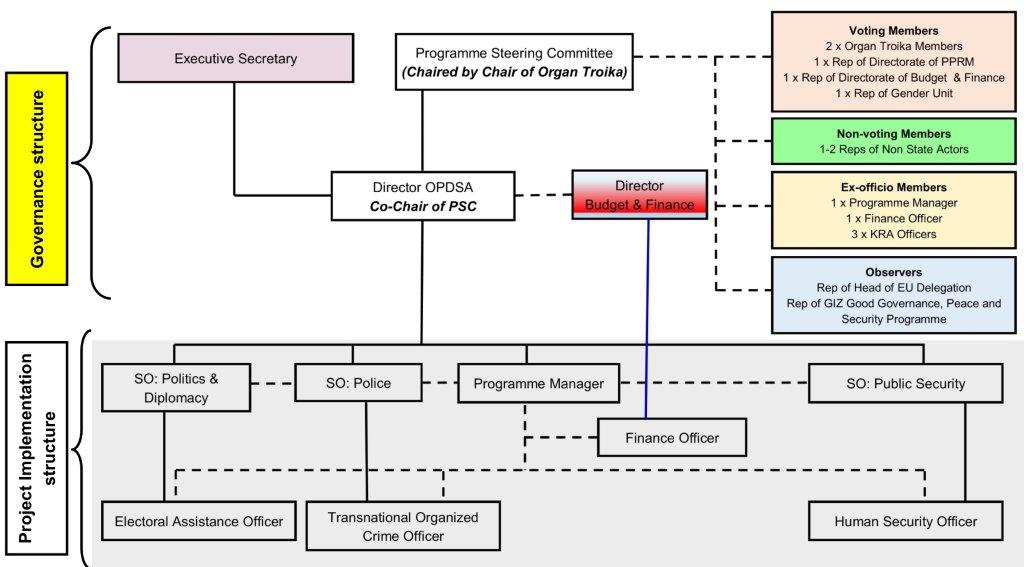 Governance structure
Executive Secretary
Programme Steering Committee
(Chaired by Chair of Organ Troika)
Voting Members
2 x Organ Troika Members
1 x Rep of Directorate of PPRM
1 x Rep of Directorate of Budget & Finance
1 x Rep of Gender Unit
Non-voting Members
1-2 Reps of Non State Actors
Director OPDSA
Co-Chair of PSC
Director
Budget & Finance
Ex-officio Members
1 x Programme Manager
1 x Finance Officer
3 x KRA Officers
Observers
Rep of Head of EU Delegation
Rep of GIZ Good Governance, Peace and
Security Programme
Project Implementation
structure
SO: Politics &
Diplomacy
SO: Police
Programme Manager
SO: Public Security
Finance Officer
Electoral Assistance Officer
Transnational Organized
Crime Officer
Human Security Officer